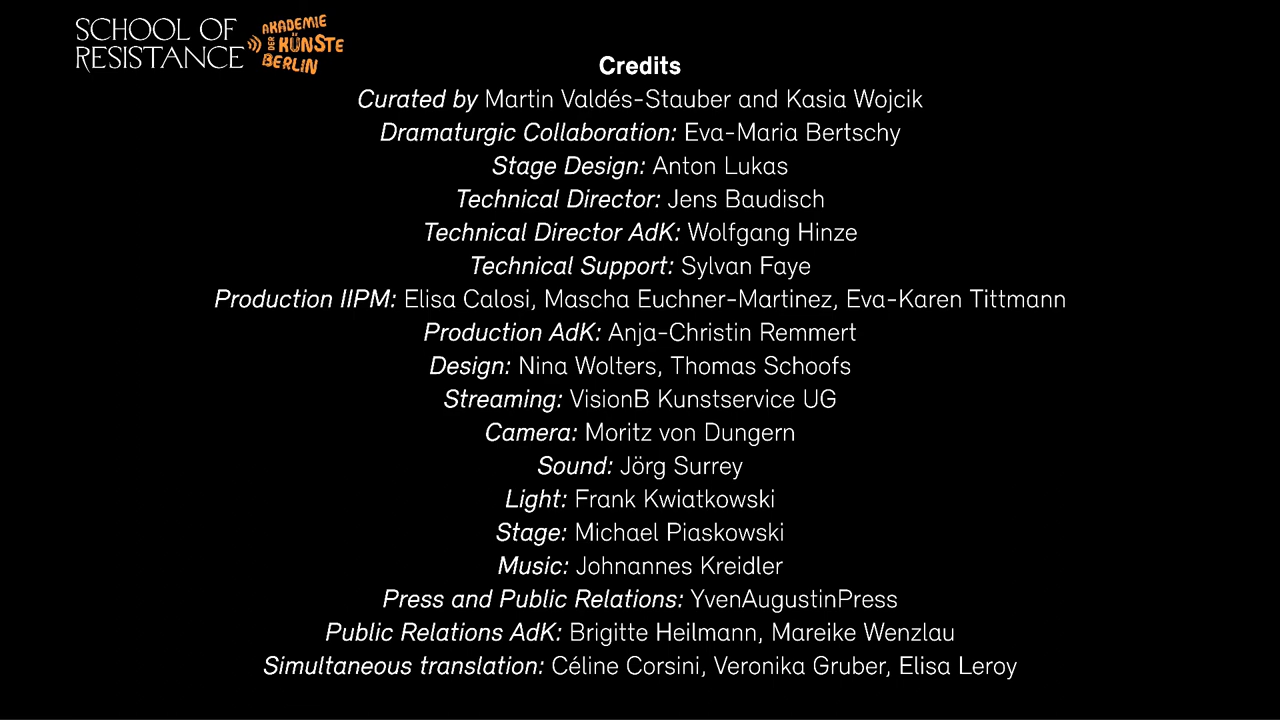 SCHOOL OF
RESISTANCE
AKADEMIE
DER
KÜNSTE
BERLIN
Credits
Curated by Martin Valdés-Stauber and Kasia Wojcik
Dramaturgic Collaboration: Eva-Maria Bertschy
Stage Design: Anton Lukas
Technical Director: Jens Baudisch
Technical Director AdK: Wolfgang Hinze
Technical Support: Sylvan Faye
Production IIPM: Elisa Calosi, Mascha Euchner-Martinez, Eva-Karen Tittmann
Production AdK: Anja-Christin Remmert
Design: Nina Wolters, Thomas Schoofs
Streaming: VisionB Kunstservice UG
Camera: Moritz von Dungern
Sound: Jörg Surrey
Light: Frank Kwiatkowski
Stage: Michael Piaskowski
Music: Johnannes Kreidler
Press and Public Relations: YvenAugustinPress
Public Relations AdK: Brigitte Heilmann, Mareike Wenzlau
Simultaneous translation: Céline Corsini, Veronika Gruber, Elisa Leroy